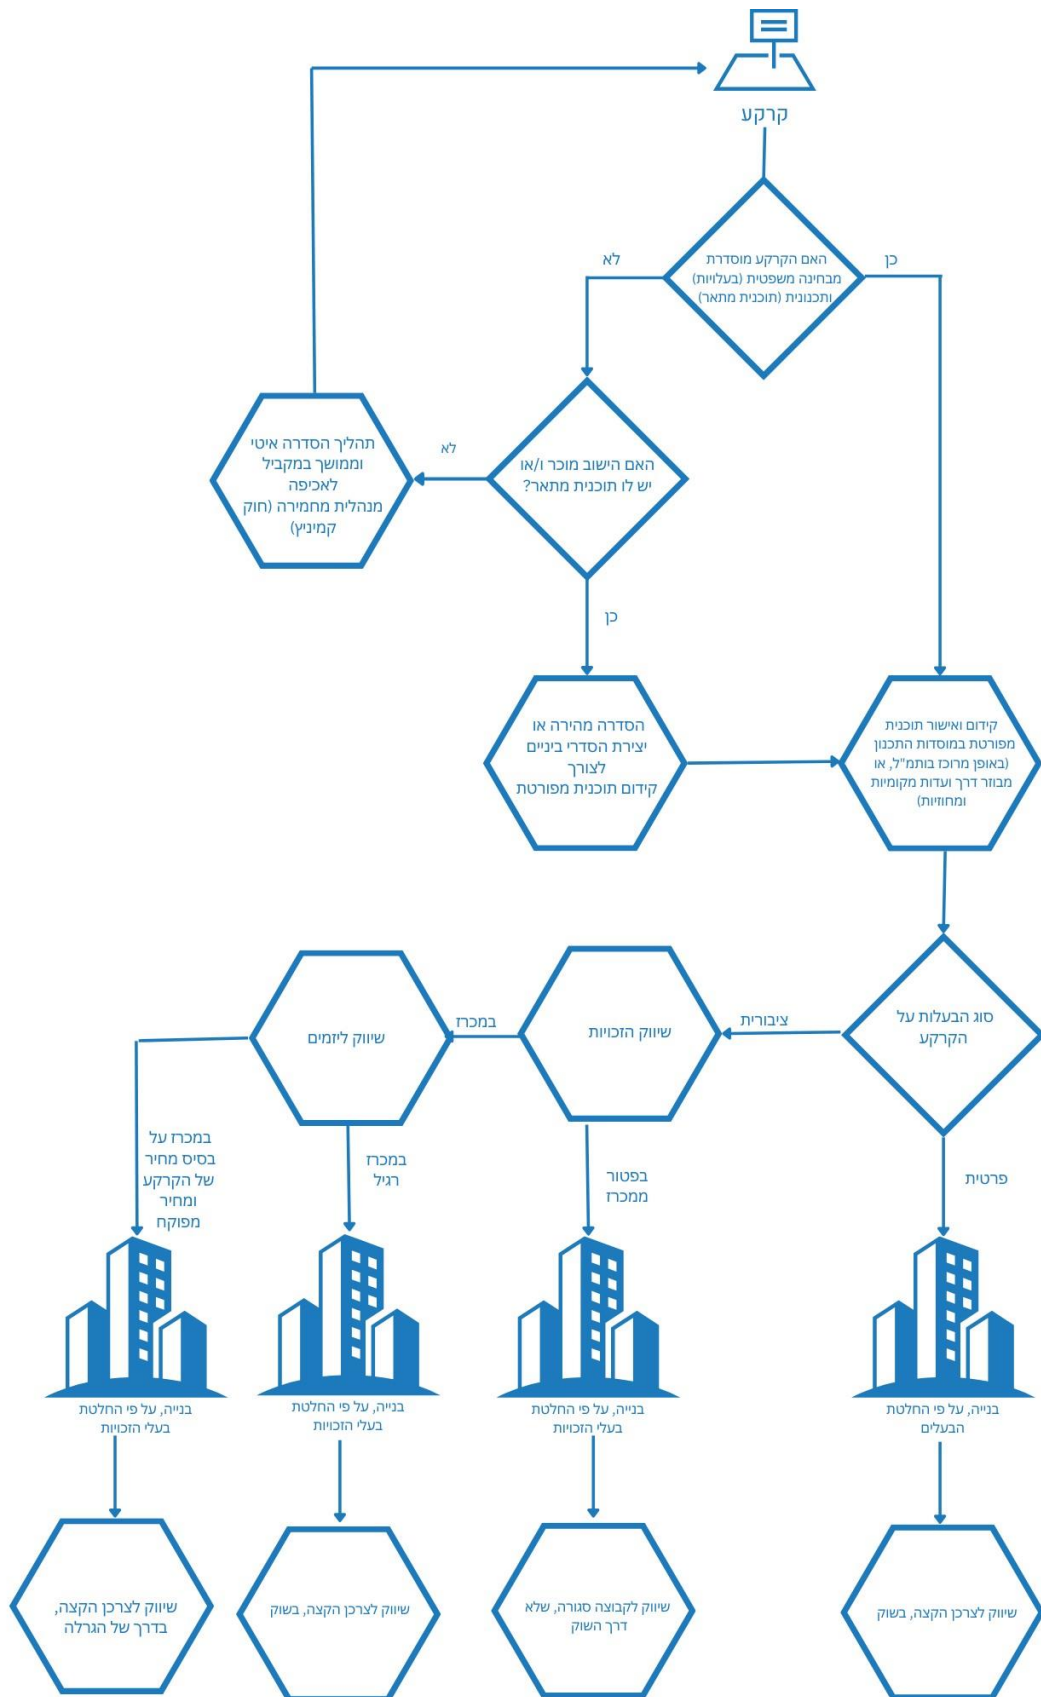 קרקע
האם הקרקע מוסדרת
מבחינה משפטית (בעלויות)
ותכנונית (תוכנית מתאר)
כן
לא
האם הישוב מוכר ו/או
יש לו תוכנית מתאר?
לא
תהליך הסדרה איטי
וממושך במקביל
לאכיפה
מנהלית מחמירה (חוק
קמיניץ)
כן
הסדרה מהירה או
יצירת הסדרי ביניים
לצורך
קידום תוכנית מפורטת
קידום ואישור תוכנית
מפורטת במוסדות התכנון
(באופן מרוכז בותמ"ל, או
מבוזר דרך ועדות מקומיות
ומחוזיות)
סוג הבעלות על
הקרקע
ציבורית
שיווק הזכויות
במכרז
שיווק ליזמים
פרטית
בפטור
ממכרז
במכרז
רגיל
במכרז על
בסיס מחיר
של הקרקע
ומחיר
מפוקח
בנייה, על פי החלטת
הבעלים
בנייה, על פי החלטת
בעלי הזכויות
בנייה, על פי החלטת
בעלי הזכויות
בנייה, על פי החלטת
בעלי הזכויות
שיווק לצרכן הקצה, בשוק
שיווק לקבוצה סגורה, שלא
דרך השוק
שיווק לצרכן הקצה, בשוק
שיווק לצרכן הקצה,
בדרך של הגרלה